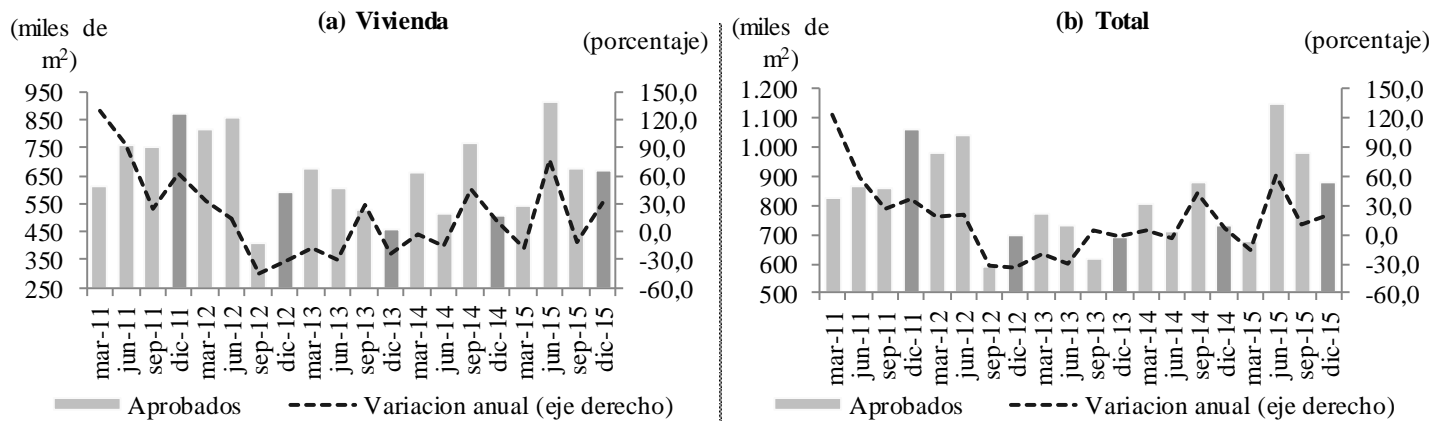 (a) Vivienda
(miles de
m²)
(porcentaje)
950
850
750
650
550
450
350
250
150,0
120,0
90,0
60,0
30,0
0,0
-30,0
-60,0
mar-11
jun-11
sep-11
dic-11
mar-12
jun-12
sep-12
dic-12
mar-13
jun-13
sep-13
dic-13
mar-14
jun-14
sep-14
dic-14
mar-15
jun-15
sep-15
dic-15
Aprobados
Variacion anual (eje derecho)
(b) Total
(miles de
m²)
(porcentaje)
1.200
1.100
1.000
900
800
700
600
500
150,0
120,0
90,0
60,0
30,0
0,0
-30,0
-60,0
mar-11
jun-11
sep-11
dic-11
mar-12
jun-12
sep-12
dic-12
mar-13
jun-13
sep-13
dic-13
mar-14
jun-14
sep-14
dic-14
mar-15
jun-15
sep-15
dic-15
Aprobados
Variacion anual (eje derecho)